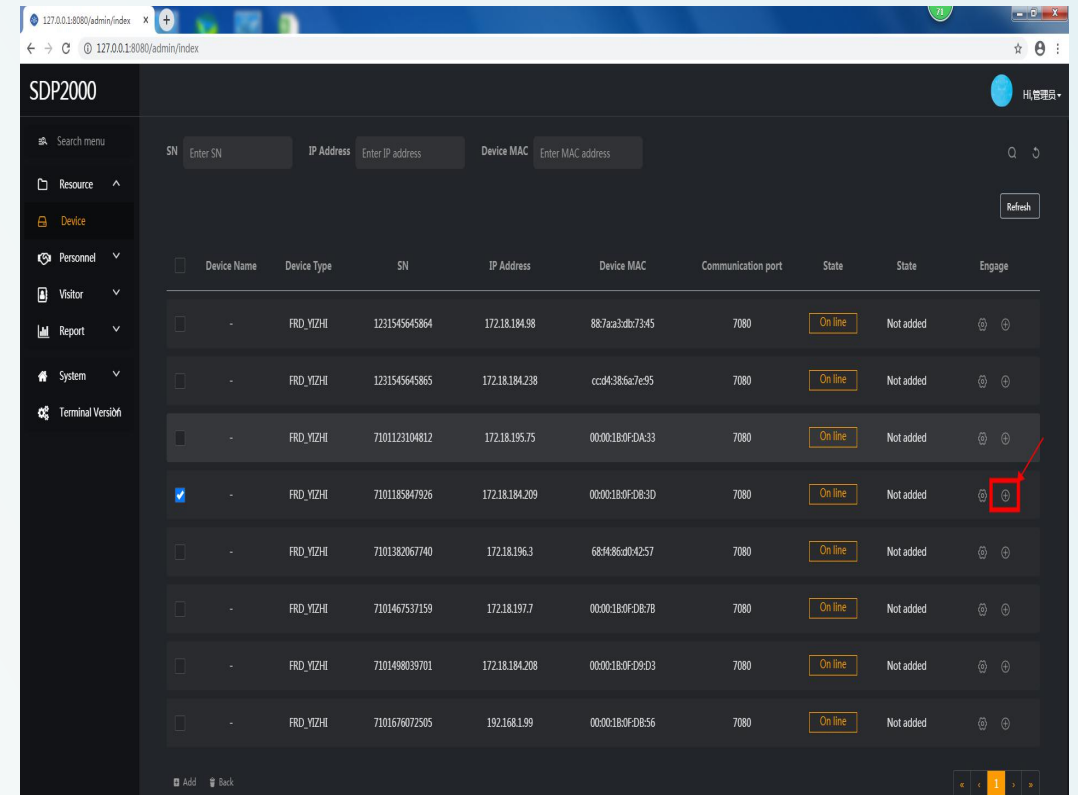 127.0.0.1:8080/admin/index
71
127.0.0.1:8080/admin/index
SDP2000
Hi,管理员
Search menu
SN Enter SN IP Address Enter IP address Device MAC Enter MAC address
Resource
Refresh
Device
Personnel
Visitor
Report
System
Terminal Version
Device Name Device Type SN IP Address Device MAC Communication port State State Engage
- FRD_YIZHI 1231545645864 172.18.184.98 88:7a:a3:db:73:45 7080 On line Not added
- FRD_YIZHI 1231545645865 172.18.184.238 cc:d4:38:6a:7e:95 7080 On line Not added
- FRD_YIZHI 7101123104812 172.18.195.75 00:00:1B:0F:DA:33 7080 On line Not added
- FRD_YIZHI 7101185847926 172.18.184.209 00:00:1B:0F:DB:3D 7080 On line Not added
- FRD_YIZHI 7101382067740 172.18.196.3 68:f4:86:d0:42:57 7080 On line Not added
- FRD_YIZHI 7101467537159 172.18.197.7 00:00:1B:0F:DB:7B 7080 On line Not added
- FRD_YIZHI 7101498039701 172.18.184.208 00:00:1B:0F:D9:D3 7080 On line Not added
- FRD_YIZHI 7101676072505 192.168.1.99 00:00:1B:0F:DB:56 7080 On line Not added
Add Back
« ‹ 1 › »